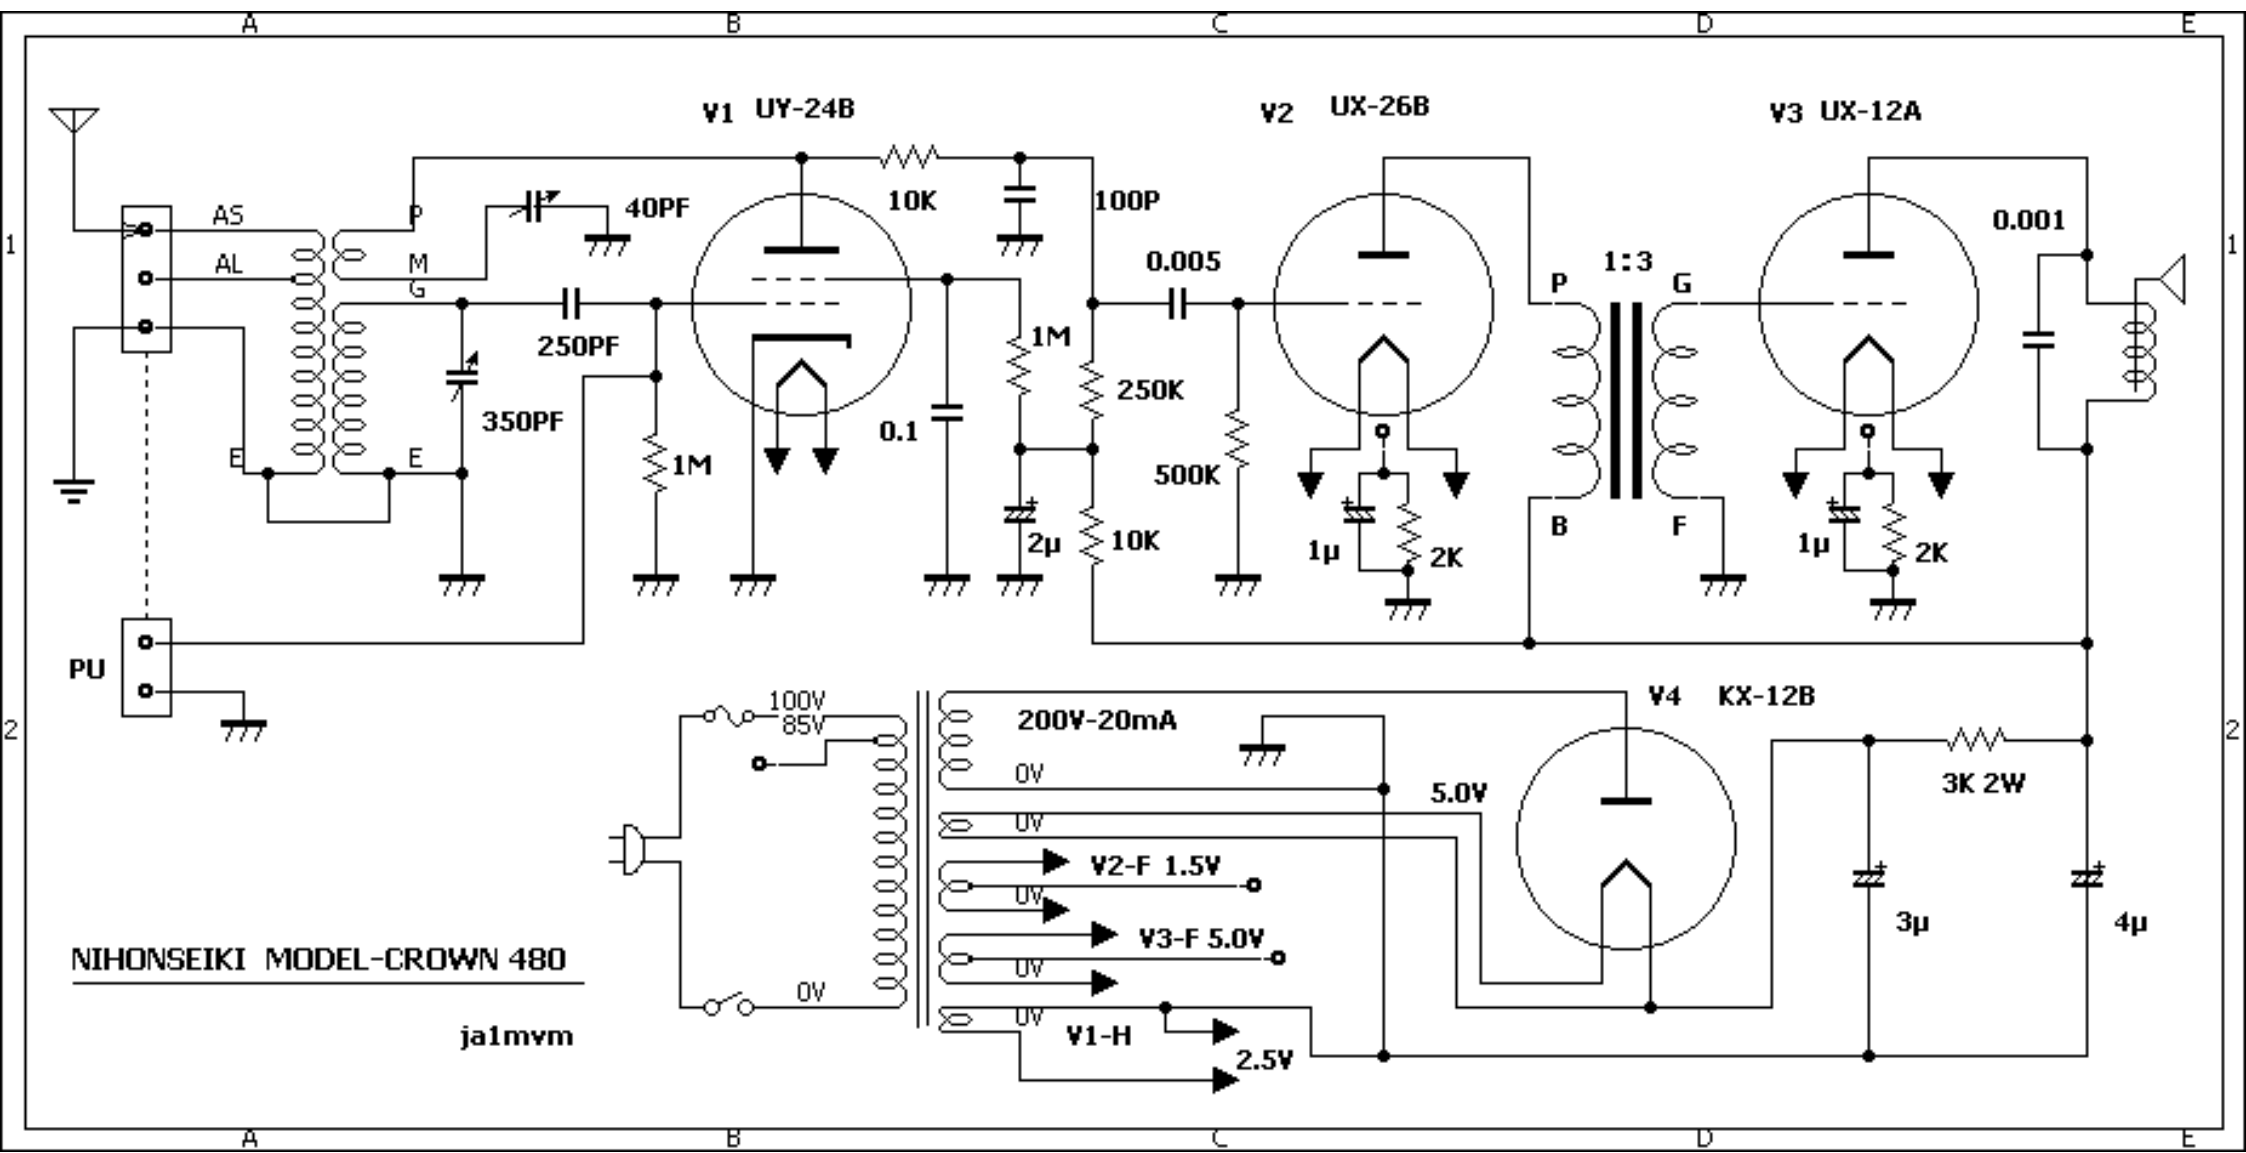 A B C D E
V1 UY-24B
V2 UX-26B
V3 UX-12A
10K
100P
40PF
AS
P
0.001
1 1
AL
M
0.005
P 1:3 G
G
250PF
1M
250K
350PF
0.1
E E
1M
500K
2μ
10K
1μ
2K
B F
1μ
2K
PU
100V
85V
200V-20mA
V4 KX-12B
2 2
0V
5.0V
3K 2W
0V
V2-F 1.5V
0V
3μ
4μ
V3-F 5.0V
0V
NIHONSEIKI MODEL-CROWN 480
0V
0V
V1-H
2.5V
ja1mvm
A B C D E